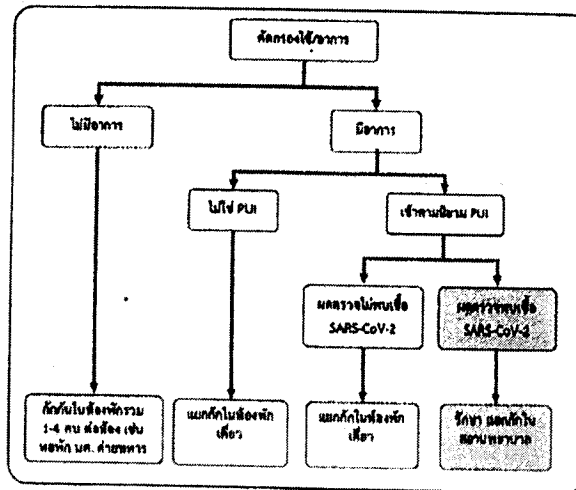 คัดกรองไข้/อาการ
ไม่มีอาการ
มีอาการ
ไม่ใช่ PUI
เข้าตามนิยาม PUI
ผลตรวจไม่พบเชื้อ
SARS-CoV-2
ผลตรวจพบเชื้อ
SARS-CoV-2
กักกันในห้องพักรวม
1-4 คน ต่อห้อง เช่น
หอพัก มศ. ค่ายทหาร
แยกกักในห้องพัก
เดี่ยว
แยกกักในห้องพัก
เดี่ยว
รักษา แยกกักใน
สถานพยาบาล